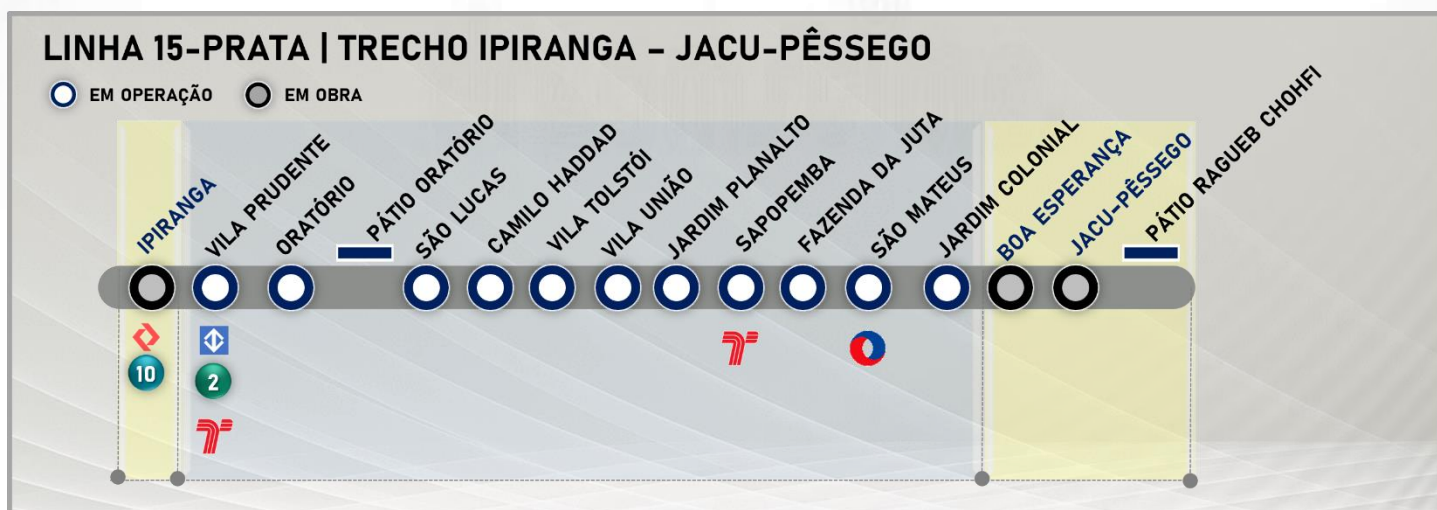 LINHA 15-PRATA | TRECHO IPIRANGA – JACU-PÊSSEGO
EM OPERAÇÃO
EM OBRA
IPIRANGA
VILA PRUDENTE
ORATÓRIO
PÁTIO ORATÓRIO
SÃO LUCAS
CAMILO HADDAD
VILA TOLSTÓI
VILA UNIÃO
JARDIM PLANALTO
SAPOPEMBA
FAZENDA DA JUTA
SÃO MATEUS
JARDIM COLONIAL
BOA ESPERANÇA
JACU-PÊSSEGO
PÁTIO RAGUEB CHOHFI
10
2